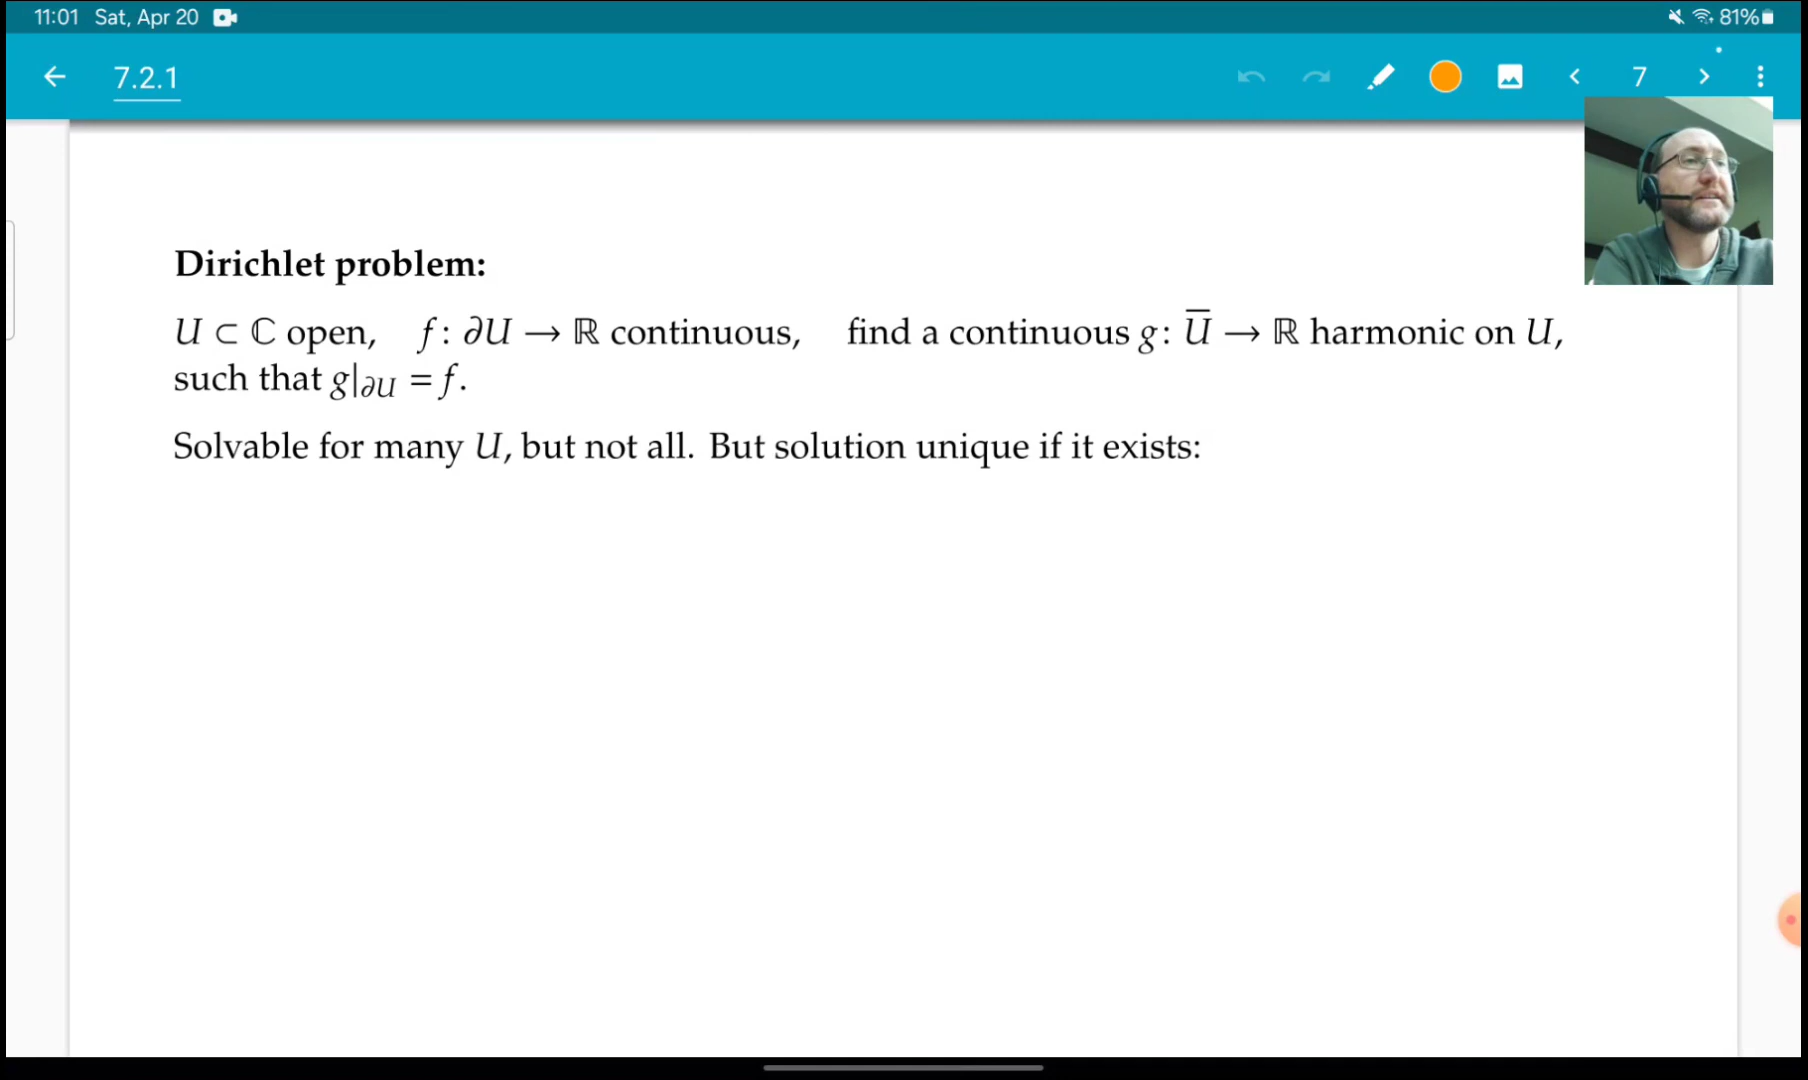 11:01 Sat, Apr 20 81%
7.2.1 7
Dirichlet problem:
U ⊂ ℂ open, f : ∂U → ℝ continuous, find a continuous g : U̅ → ℝ harmonic on U,
such that g|∂U = f.
Solvable for many U, but not all. But solution unique if it exists: